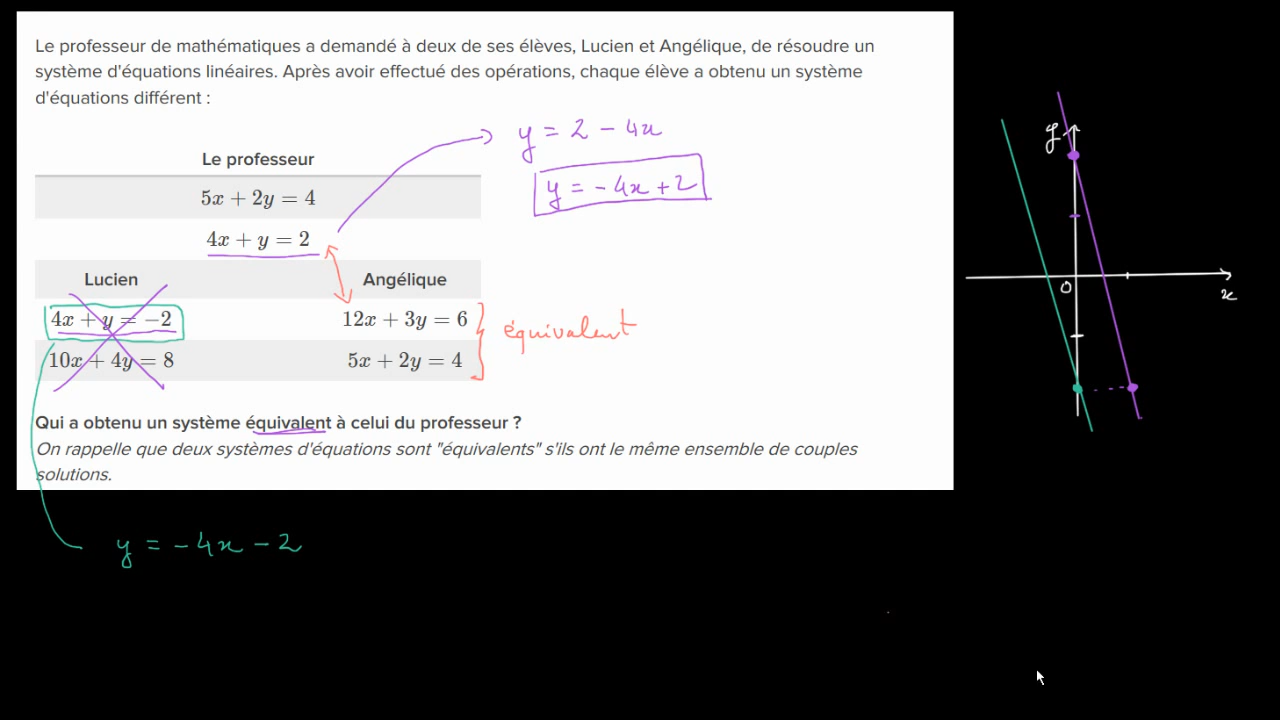 Le professeur de mathématiques a demandé à deux de ses élèves, Lucien et Angélique, de résoudre un
système d'équations linéaires. Après avoir effectué des opérations, chaque élève a obtenu un système
d'équations différent :
y = 2 - 4x
Le professeur
y = -4x + 2
5x + 2y = 4
4x + y = 2
Lucien Angélique
4x + y = −2 12x + 3y = 6
équivalent
10x + 4y = 8 5x + 2y = 4
Qui a obtenu un système équivalent à celui du professeur ?
On rappelle que deux systèmes d'équations sont "équivalents" s'ils ont le même ensemble de couples
solutions.
y = -4x - 2
y
0
x